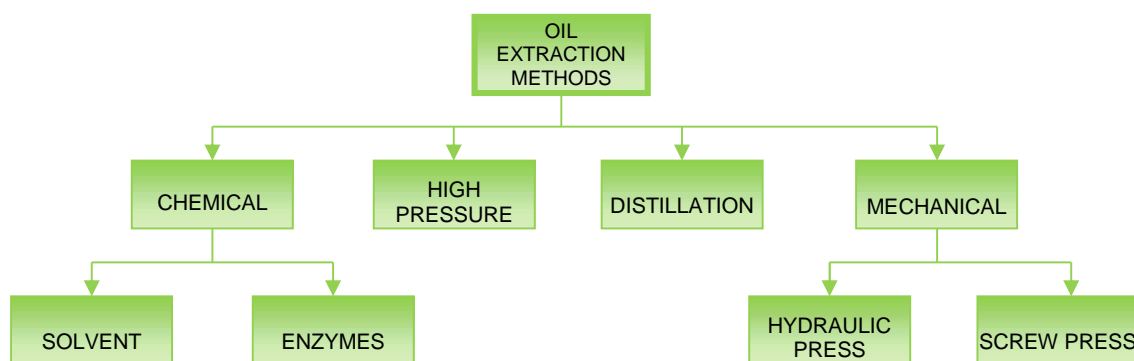 OIL
EXTRACTION
METHODS
CHEMICAL
HIGH
PRESSURE
DISTILLATION
MECHANICAL
SOLVENT
ENZYMES
HYDRAULIC
PRESS
SCREW PRESS